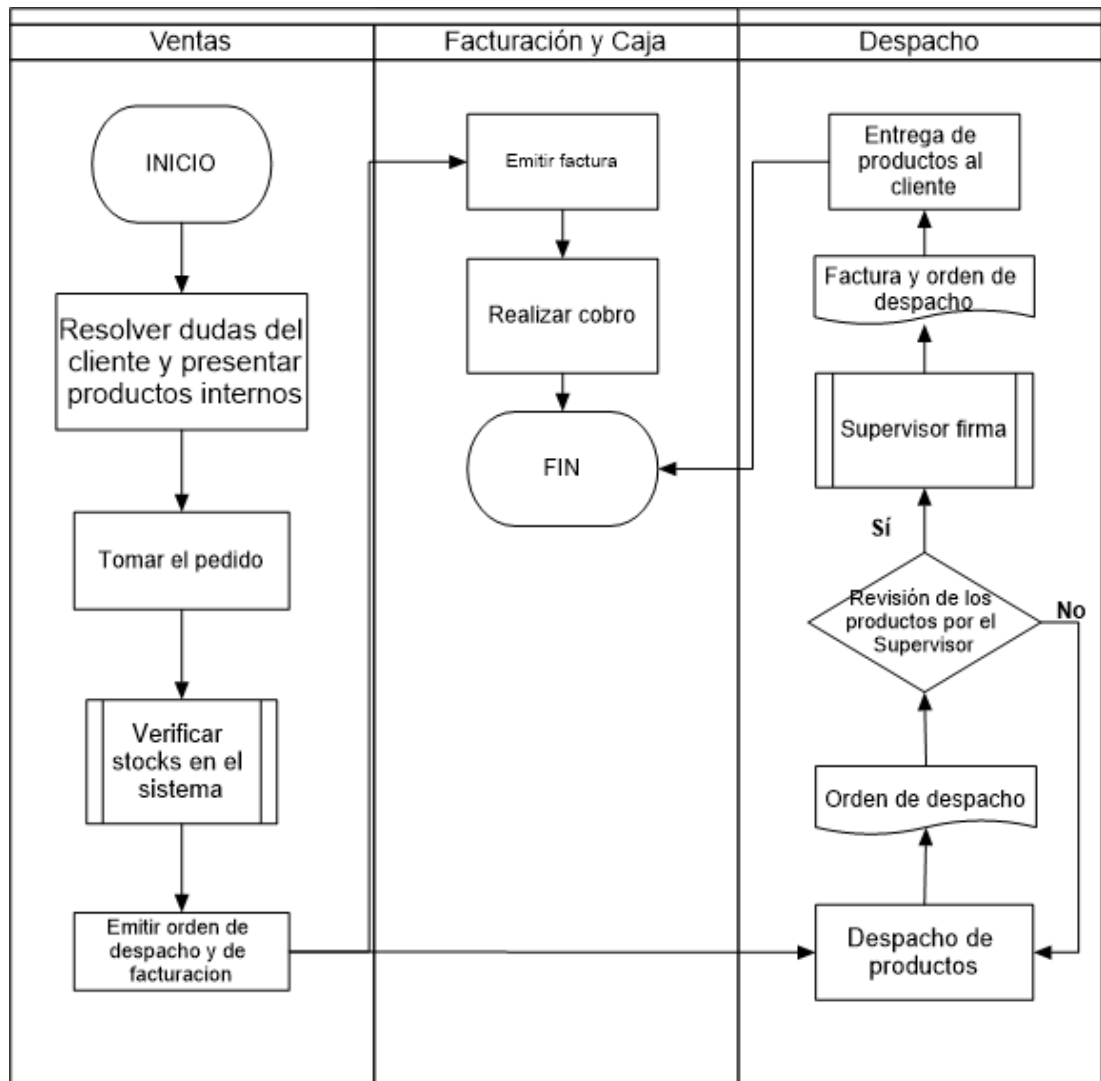 Ventas
Facturación y Caja
Despacho
INICIO
Resolver dudas del
cliente y presentar
productos internos
Tomar el pedido
Verificar
stocks en el
sistema
Emitir orden de
despacho y de
facturacion
Emitir factura
Realizar cobro
FIN
Entrega de
productos al
cliente
Factura y orden de
despacho
Supervisor firma
Sí
Revisión de los
productos por el
Supervisor
No
Orden de despacho
Despacho de
productos